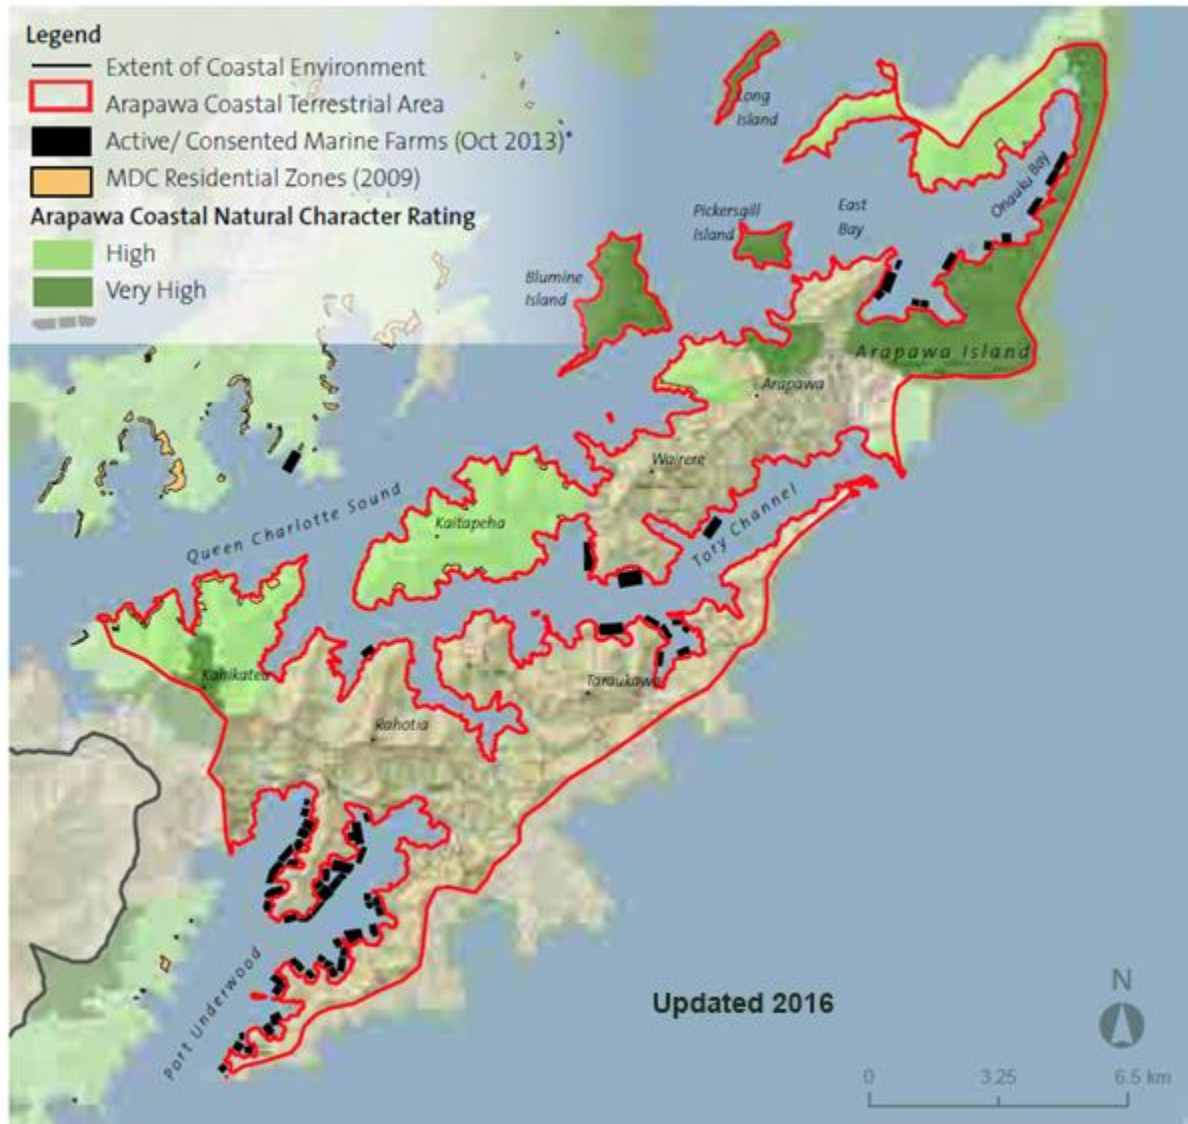 Legend
Extent of Coastal Environment
Arapawa Coastal Terrestrial Area
Active/ Consented Marine Farms (Oct 2013)*
MDC Residential Zones (2009)
Arapawa Coastal Natural Character Rating
High
Very High
Long
Island
Onauku Bay
Pickersgill
Island
East
Bay
Blumine
Island
Arapawa Island
Arapawa
Wairere
Queen Charlotte Sound
Kaitapeha
Tory Channel
Kahikatea
Taraukawa
Rahotia
Port Underwood
Updated 2016
N
0 3.25 6.5 km